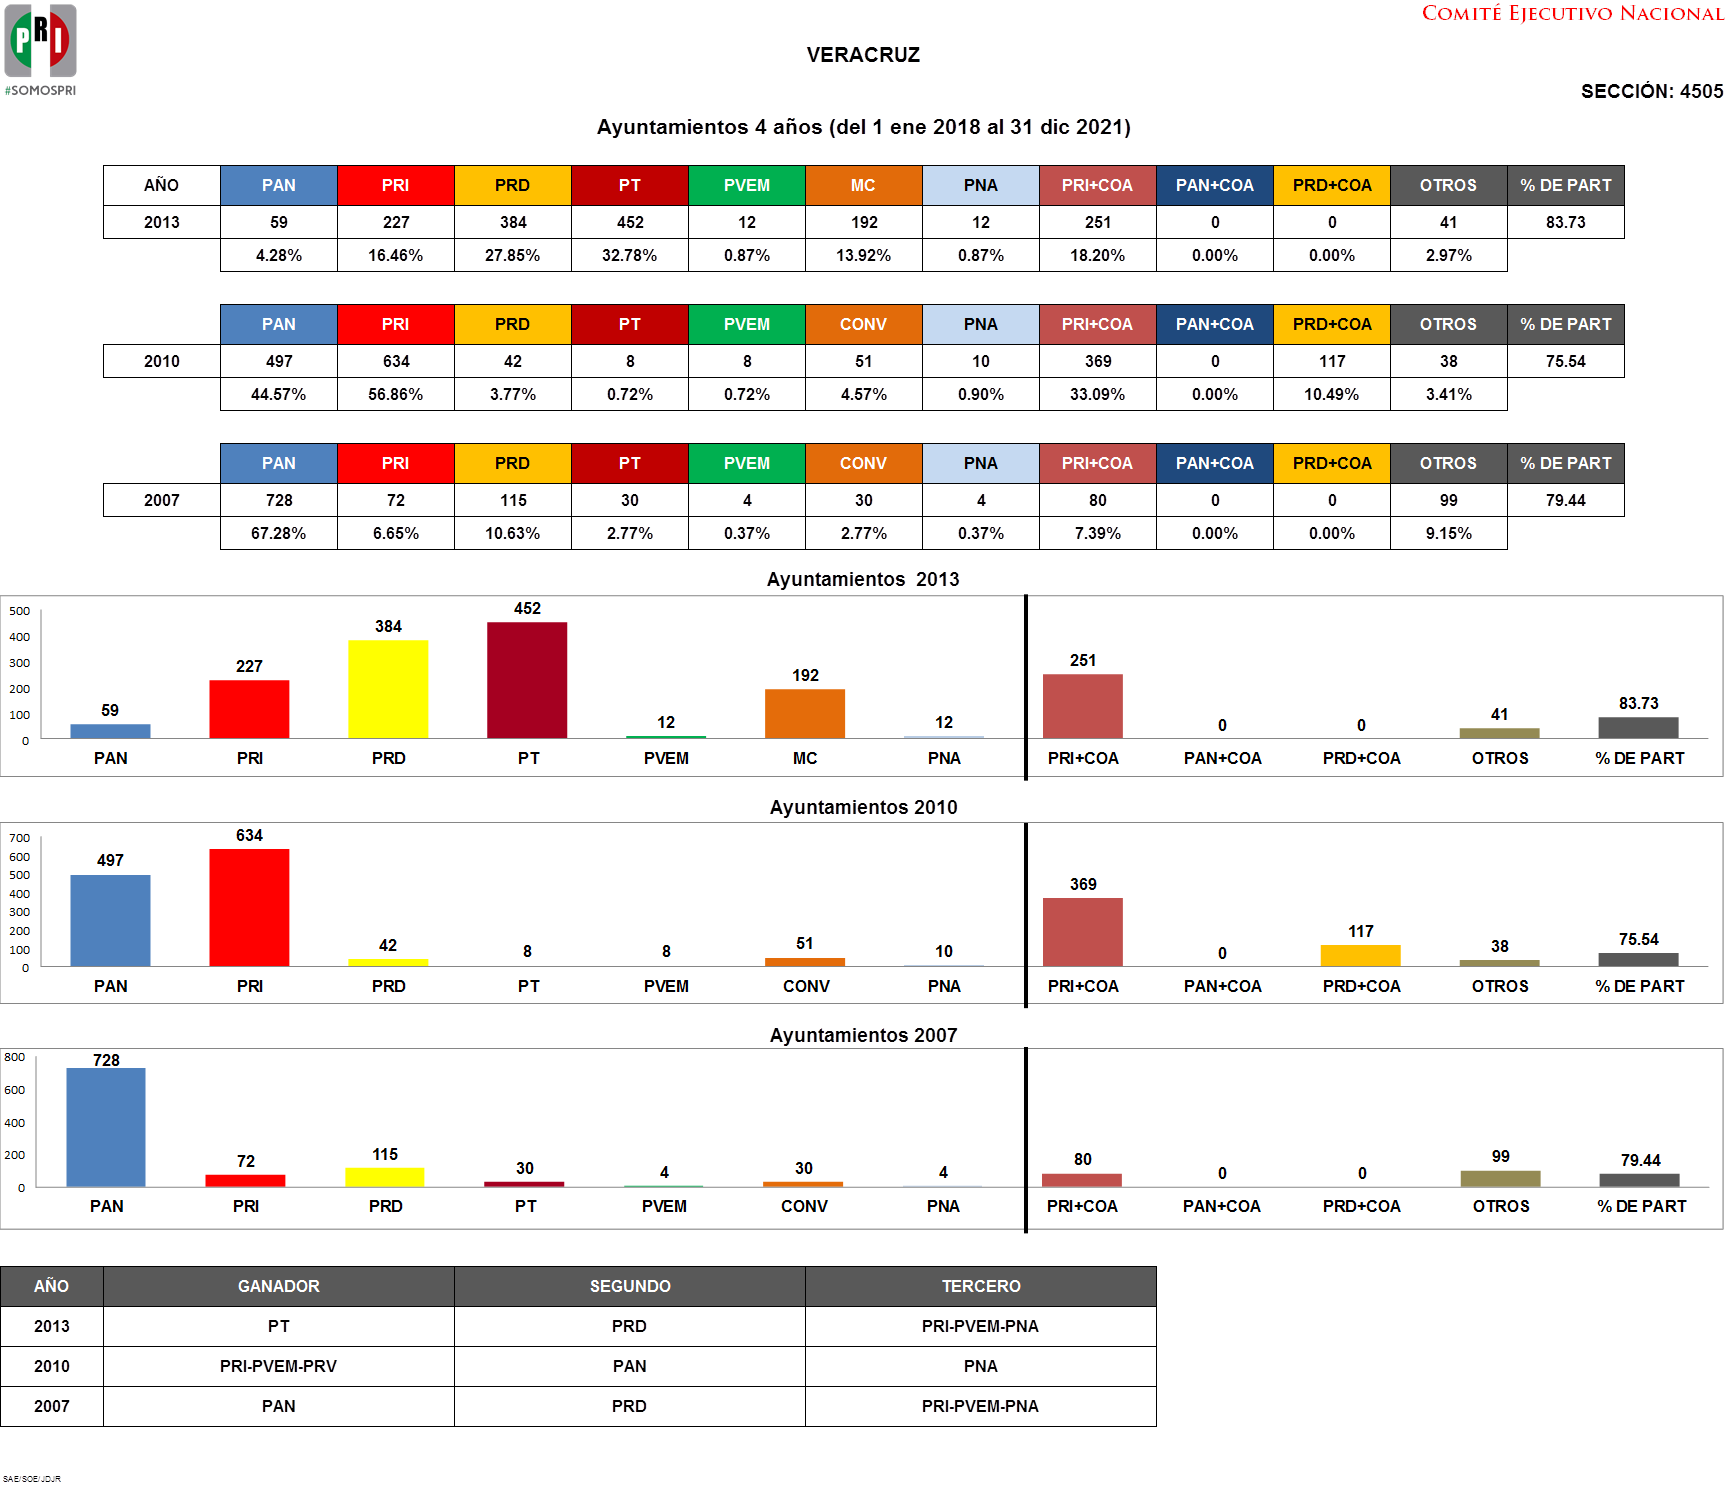 PRI
#SOMOSPRI
COMITÉ EJECUTIVO NACIONAL
VERACRUZ
SECCIÓN: 4505
Ayuntamientos 4 años (del 1 ene 2018 al 31 dic 2021)
AÑO PAN PRI PRD PT PVEM MC PNA PRI+COA PAN+COA PRD+COA OTROS % DE PART
2013 59 227 384 452 12 192 12 251 0 0 41 83.73
4.28% 16.46% 27.85% 32.78% 0.87% 13.92% 0.87% 18.20% 0.00% 0.00% 2.97%
PAN PRI PRD PT PVEM CONV PNA PRI+COA PAN+COA PRD+COA OTROS % DE PART
2010 497 634 42 8 8 51 10 369 0 117 38 75.54
44.57% 56.86% 3.77% 0.72% 0.72% 4.57% 0.90% 33.09% 0.00% 10.49% 3.41%
PAN PRI PRD PT PVEM CONV PNA PRI+COA PAN+COA PRD+COA OTROS % DE PART
2007 728 72 115 30 4 30 4 80 0 0 99 79.44
67.28% 6.65% 10.63% 2.77% 0.37% 2.77% 0.37% 7.39% 0.00% 0.00% 9.15%
Ayuntamientos 2013
500
400
300
200
100
0
59 227 384 452 12 192 12 251 0 0 41 83.73
PAN PRI PRD PT PVEM MC PNA PRI+COA PAN+COA PRD+COA OTROS % DE PART
Ayuntamientos 2010
700
600
500
400
300
200
100
0
497 634 42 8 8 51 10 369 0 117 38 75.54
PAN PRI PRD PT PVEM CONV PNA PRI+COA PAN+COA PRD+COA OTROS % DE PART
Ayuntamientos 2007
800
600
400
200
0
728 72 115 30 4 30 4 80 0 0 99 79.44
PAN PRI PRD PT PVEM CONV PNA PRI+COA PAN+COA PRD+COA OTROS % DE PART
AÑO GANADOR SEGUNDO TERCERO
2013 PT PRD PRI-PVEM-PNA
2010 PRI-PVEM-PRV PAN PNA
2007 PAN PRD PRI-PVEM-PNA
SAE/SOE/JDJR